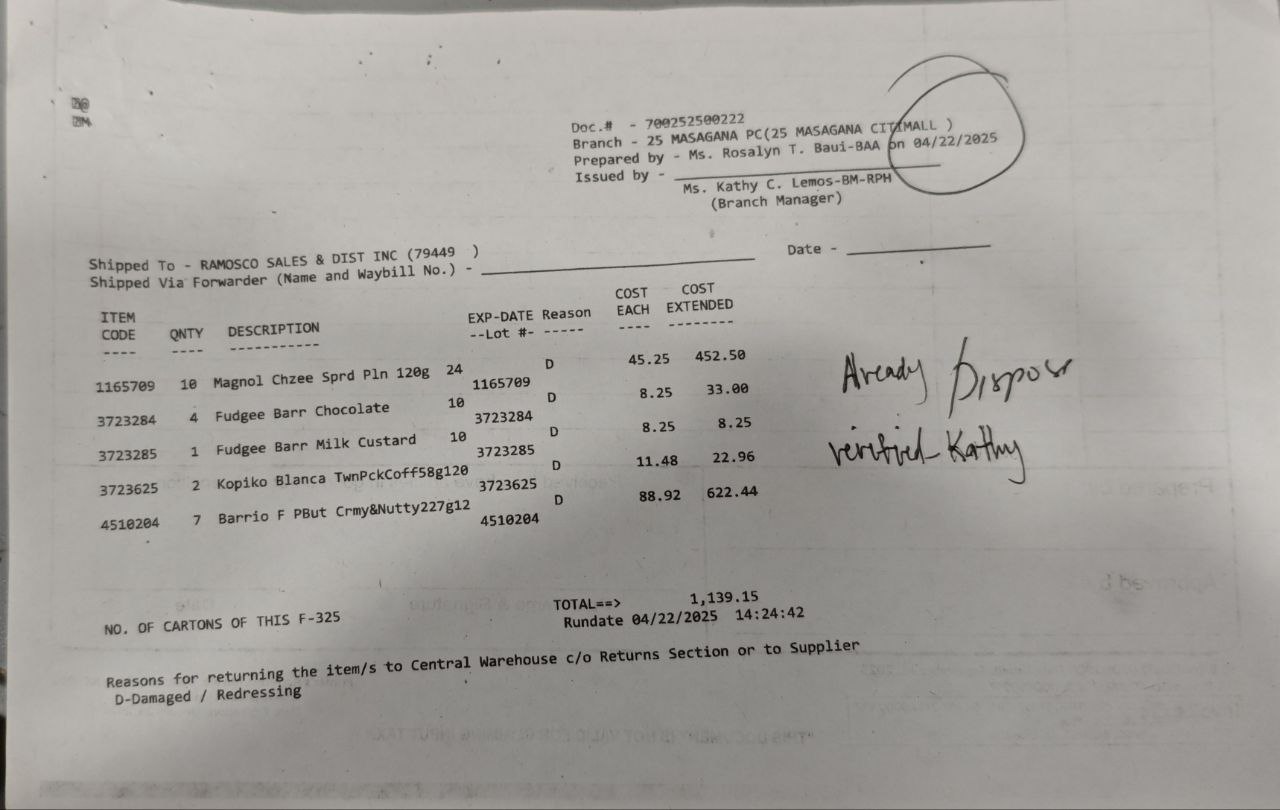 Doc.# - 700252500222
Branch - 25 MASAGANA PC(25 MASAGANA CITIMALL )
Prepared by - Ms. Rosalyn T. Baui-BAA on 04/22/2025
Issued by -
Ms. Kathy C. Lemos-BM-RPH
(Branch Manager)
Shipped To - RAMOSCO SALES & DIST INC (79449 )
Date -
Shipped Via Forwarder (Name and Waybill No.) -
ITEM CODE QNTY DESCRIPTION EXP-DATE --Lot #- Reason COST EACH COST EXTENDED
1165709 10 Magnol Chzee Sprd Pln 120g 24 1165709 D 45.25 452.50
3723284 4 Fudgee Barr Chocolate 10 3723284 D 8.25 33.00
3723285 1 Fudgee Barr Milk Custard 10 3723285 D 8.25 8.25
3723625 2 Kopiko Blanca TwnPckCoff58g120 3723625 D 11.48 22.96
4510204 7 Barrio F PBut Crmy&Nutty227g12 4510204 D 88.92 622.44
Already Dispose
verified Kathy
TOTAL==> 1,139.15
NO. OF CARTONS OF THIS F-325
Rundate 04/22/2025 14:24:42
Reasons for returning the item/s to Central Warehouse c/o Returns Section or to Supplier
D-Damaged / Redressing